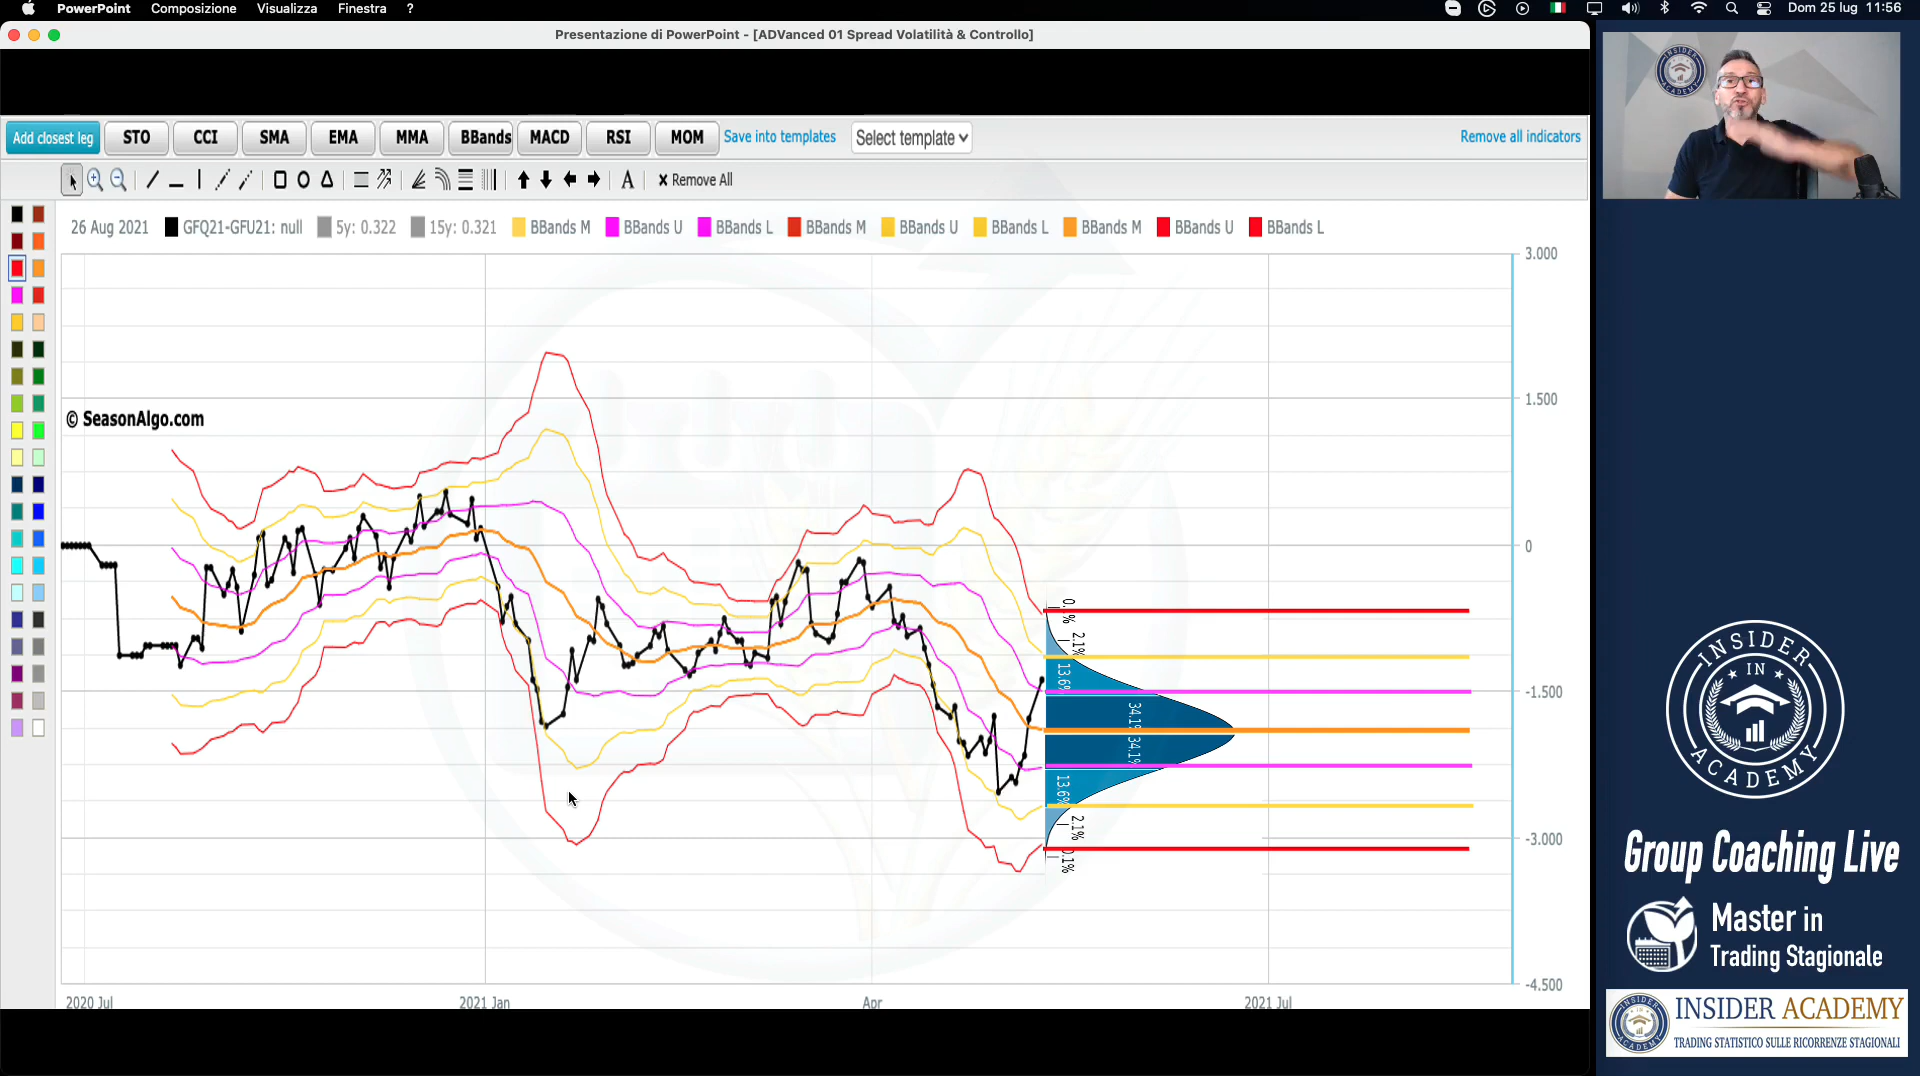 PowerPoint Composizione Visualizza Finestra ? Dom 25 lug 11:56
Presentazione di PowerPoint - [ADVanced 01 Spread Volatilità & Controllo]
Add closest leg STO CCI SMA EMA MMA BBands MACD RSI MOM Save into templates Select template Remove all indicators
A × Remove All
26 Aug 2021 GFQ21-GFU21: null 5y: 0.322 15y: 0.321 BBands M BBands U BBands L BBands M BBands U BBands L BBands M BBands U BBands L
3.000
1.500
© SeasonAlgo.com
0
2.1%
13.6%
-1.500
34.1%
34.1%
13.6%
2.1%
-3.000
-4.500
2020 Jul 2021 Jan Apr 2021 Jul
INSIDER
IN
ACADEMY
Group Coaching Live
Master in
Trading Stagionale
INSIDER ACADEMY
TRADING STATISTICO SULLE RICORRENZE STAGIONALI